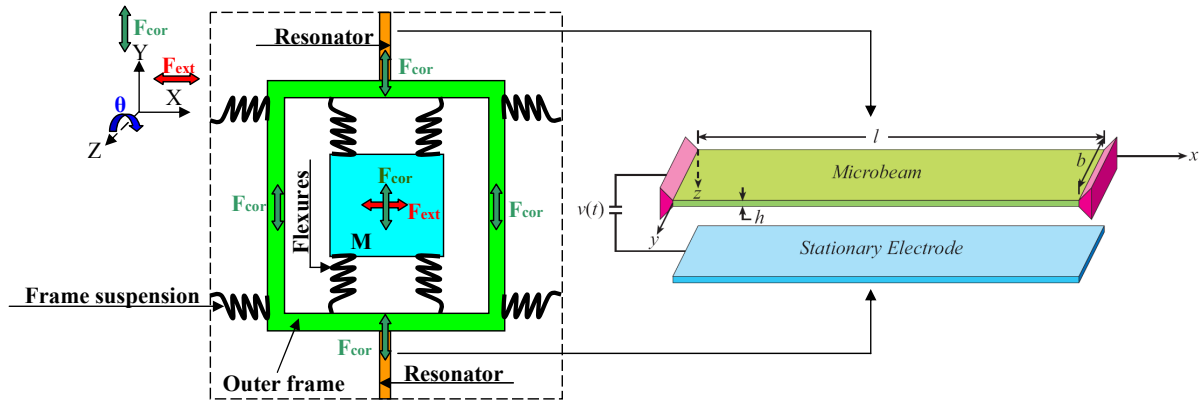 Fcor
Y
Fext
X
θ
Z
Resonator
Fcor
Fcor
Fcor
Fcor
Fext
Flexures
M
Frame suspension
Fcor
Outer frame
Resonator
l
b
x
Microbeam
z
v(t)
h
y
Stationary Electrode